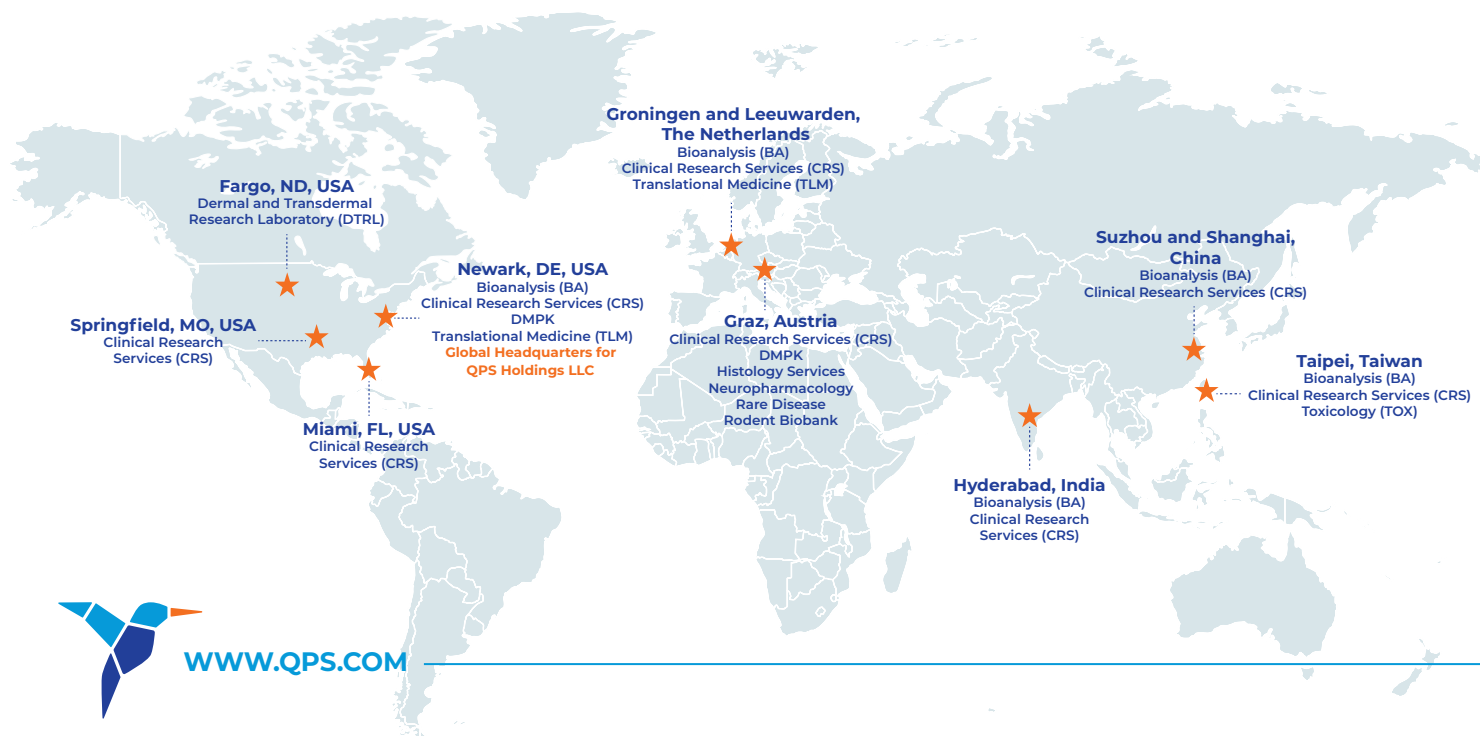 Groningen and Leeuwarden,
The Netherlands
Bioanalysis (BA)
Clinical Research Services (CRS)
Translational Medicine (TLM)
Fargo, ND, USA
Dermal and Transdermal
Research Laboratory (DTRL)
Suzhou and Shanghai,
China
Bioanalysis (BA)
Clinical Research Services (CRS)
Newark, DE, USA
Bioanalysis (BA)
Clinical Research Services (CRS)
DMPK
Translational Medicine (TLM)
Global Headquarters for
QPS Holdings LLC
Springfield, MO, USA
Clinical Research
Services (CRS)
Graz, Austria
Clinical Research Services (CRS)
DMPK
Histology Services
Neuropharmacology
Rare Disease
Rodent Biobank
Taipei, Taiwan
Bioanalysis (BA)
Clinical Research Services (CRS)
Toxicology (TOX)
Miami, FL, USA
Clinical Research
Services (CRS)
Hyderabad, India
Bioanalysis (BA)
Clinical Research
Services (CRS)
WWW.QPS.COM